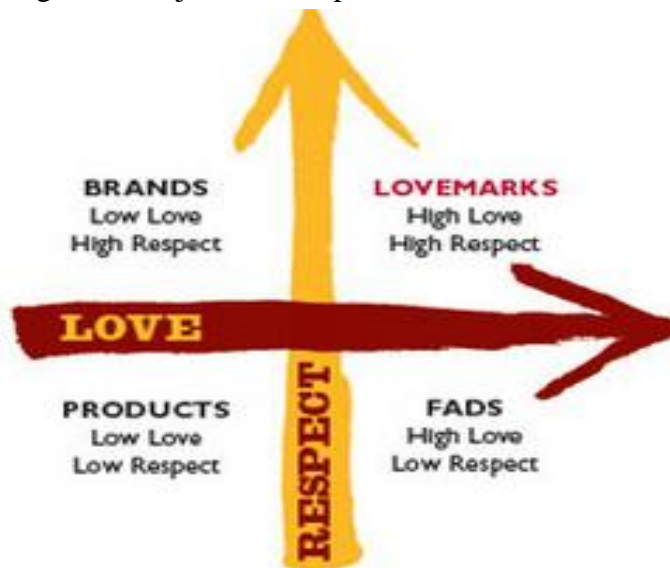 BRANDS
Low Love
High Respect
LOVEMARKS
High Love
High Respect
LOVE
RESPECT
PRODUCTS
Low Love
Low Respect
FADS
High Love
Low Respect